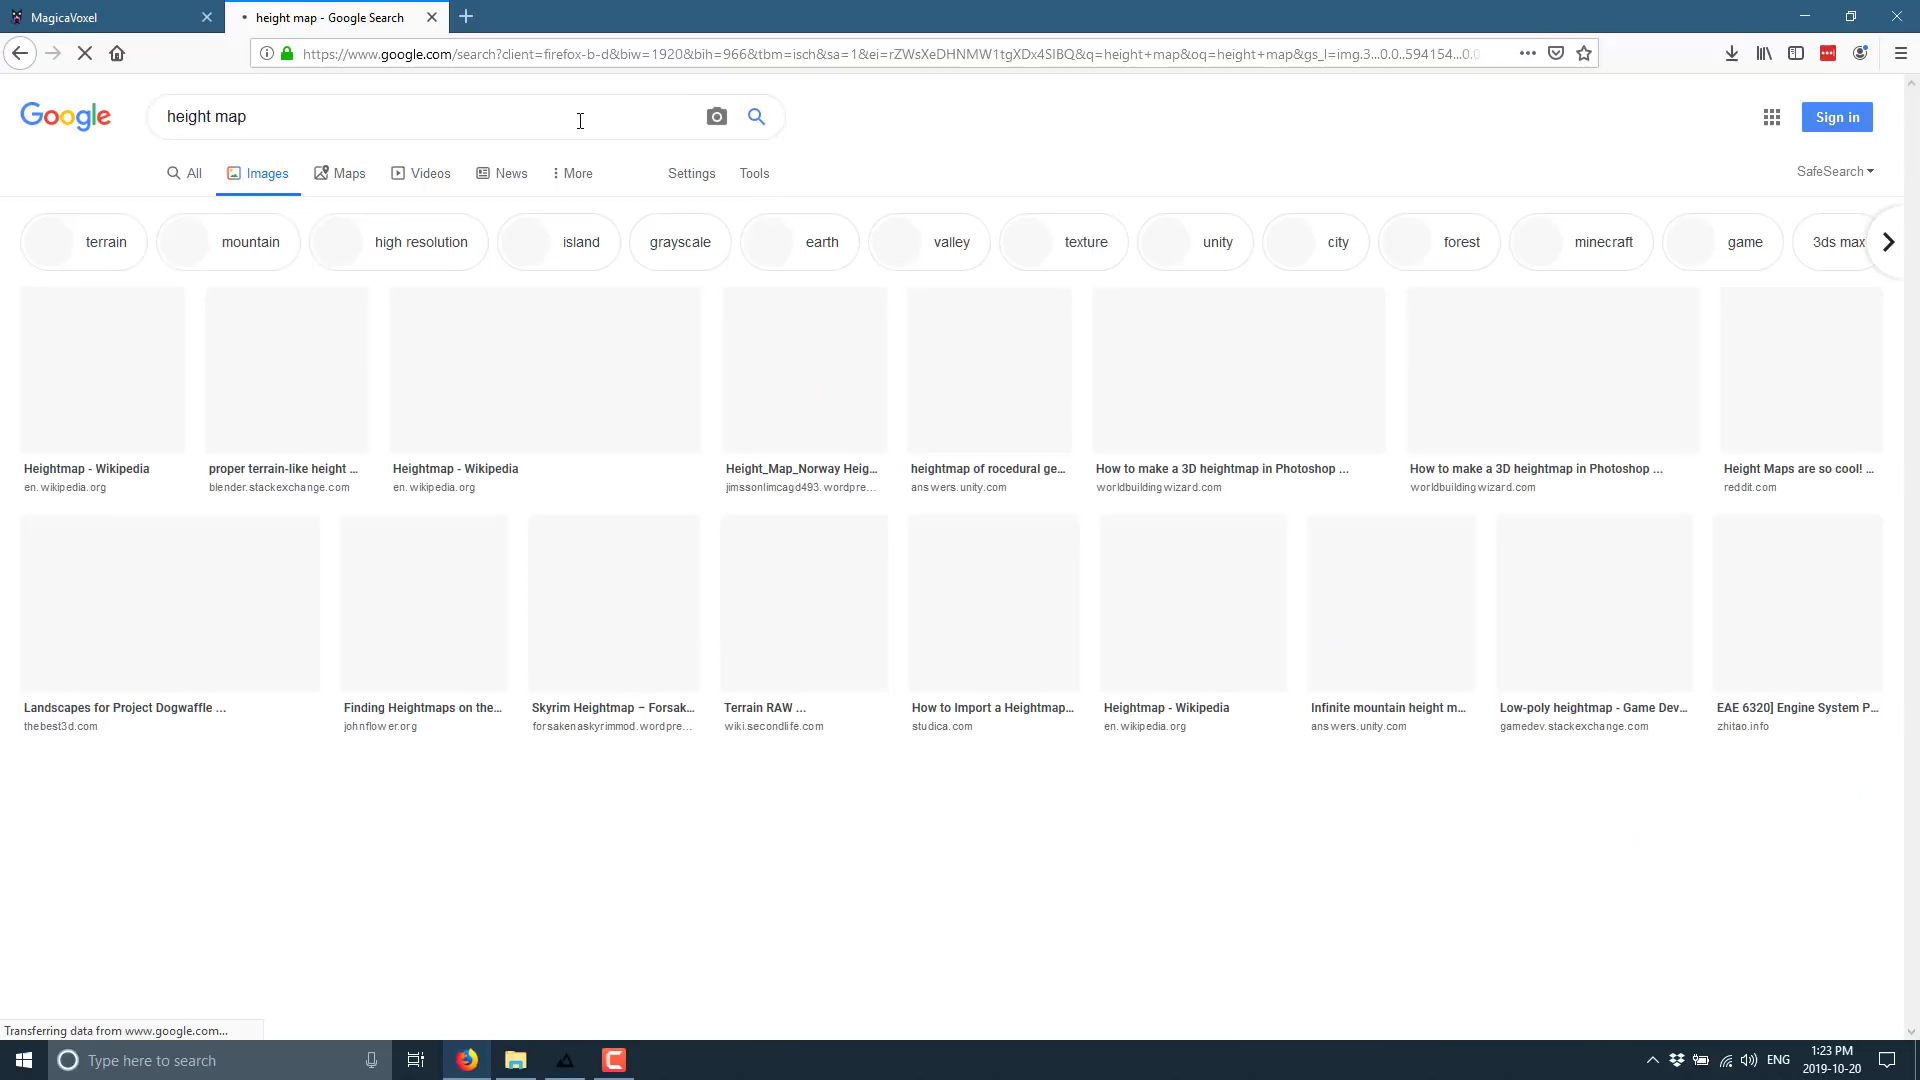 MagicaVoxel
height map - Google Search
https://www.google.com/search?client=firefox-b-d&biw=1920&bih=966&tbm=isch&sa=1&ei=rZWsXeDHNMW1tgXDx4SIBQ&q=height+map&oq=height+map&gs_l=img.3...0.0..594154...0.0
Google
height map
Sign in
All
Images
Maps
Videos
News
More
Settings
Tools
SafeSearch
terrain
mountain
high resolution
island
grayscale
earth
valley
texture
unity
city
forest
minecraft
game
3ds max
Heightmap - Wikipedia
en.wikipedia.org
proper terrain-like height ...
blender.stackexchange.com
Heightmap - Wikipedia
en.wikipedia.org
Height_Map_Norway Heig...
jimssonlimcagd493.wordpre...
heightmap of rocedural ge...
answers.unity.com
How to make a 3D heightmap in Photoshop ...
worldbuildingwizard.com
How to make a 3D heightmap in Photoshop ...
worldbuildingwizard.com
Height Maps are so cool! ...
reddit.com
Landscapes for Project Dogwaffle ...
thebest3d.com
Finding Heightmaps on the...
johnflower.org
Skyrim Heightmap – Forsak...
forsakenaskyrimmod.wordpre...
Terrain RAW ...
wiki.secondlife.com
How to Import a Heightmap...
studica.com
Heightmap - Wikipedia
en.wikipedia.org
Infinite mountain height m...
answers.unity.com
Low-poly heightmap - Game Dev...
gamedev.stackexchange.com
EAE 6320] Engine System P...
zhitao.info
Transferring data from www.google.com...
Type here to search
ENG
1:23 PM
2019-10-20